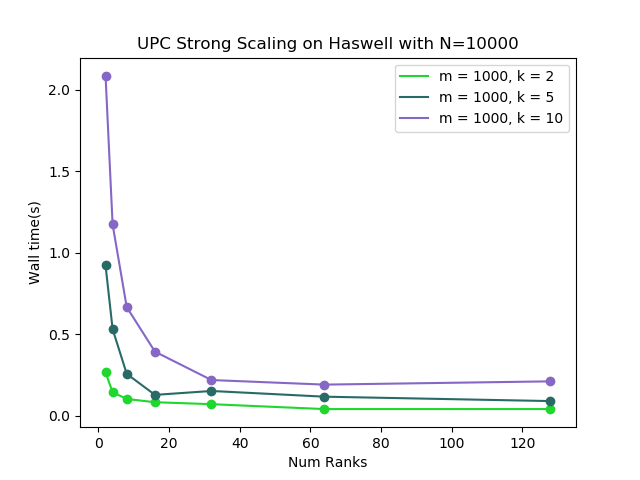 UPC Strong Scaling on Haswell with N=10000
m = 1000, k = 2
m = 1000, k = 5
m = 1000, k = 10
Wall time(s)
2.0
1.5
1.0
0.5
0.0
0 20 40 60 80 100 120
Num Ranks